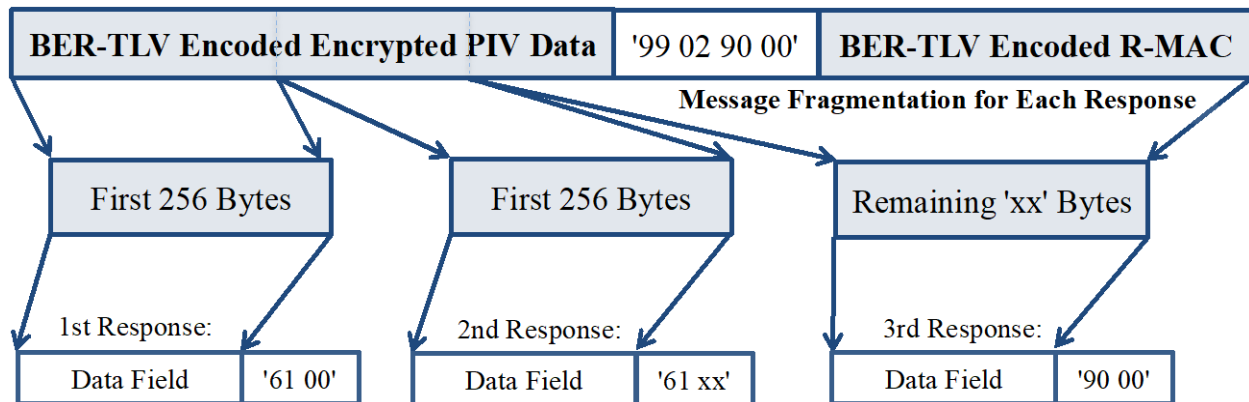 BER-TLV Encoded Encrypted PIV Data '99 02 90 00' BER-TLV Encoded R-MAC
Message Fragmentation for Each Response
First 256 Bytes First 256 Bytes Remaining 'xx' Bytes
1st Response: 2nd Response: 3rd Response:
Data Field '61 00' Data Field '61 xx' Data Field '90 00'